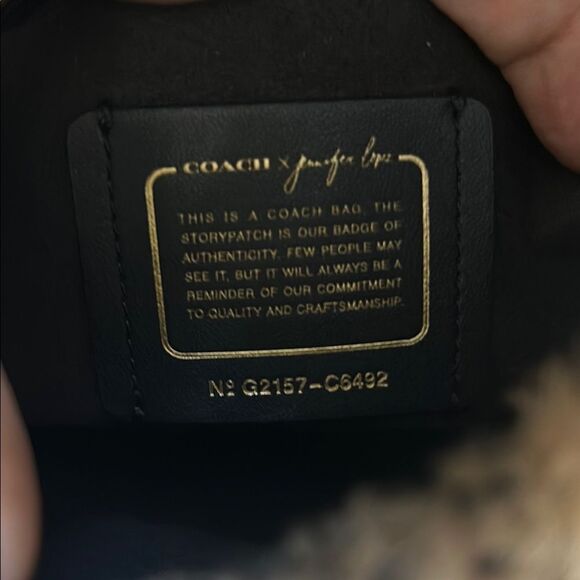 COACH × Jennifer Lopez
THIS IS A COACH BAG. THE
STORYPATCH IS OUR BADGE OF
AUTHENTICITY. FEW PEOPLE MAY
SEE IT, BUT IT WILL ALWAYS BE A
REMINDER OF OUR COMMITMENT
TO QUALITY AND CRAFTSMANSHIP.
Nº G2157-C6492